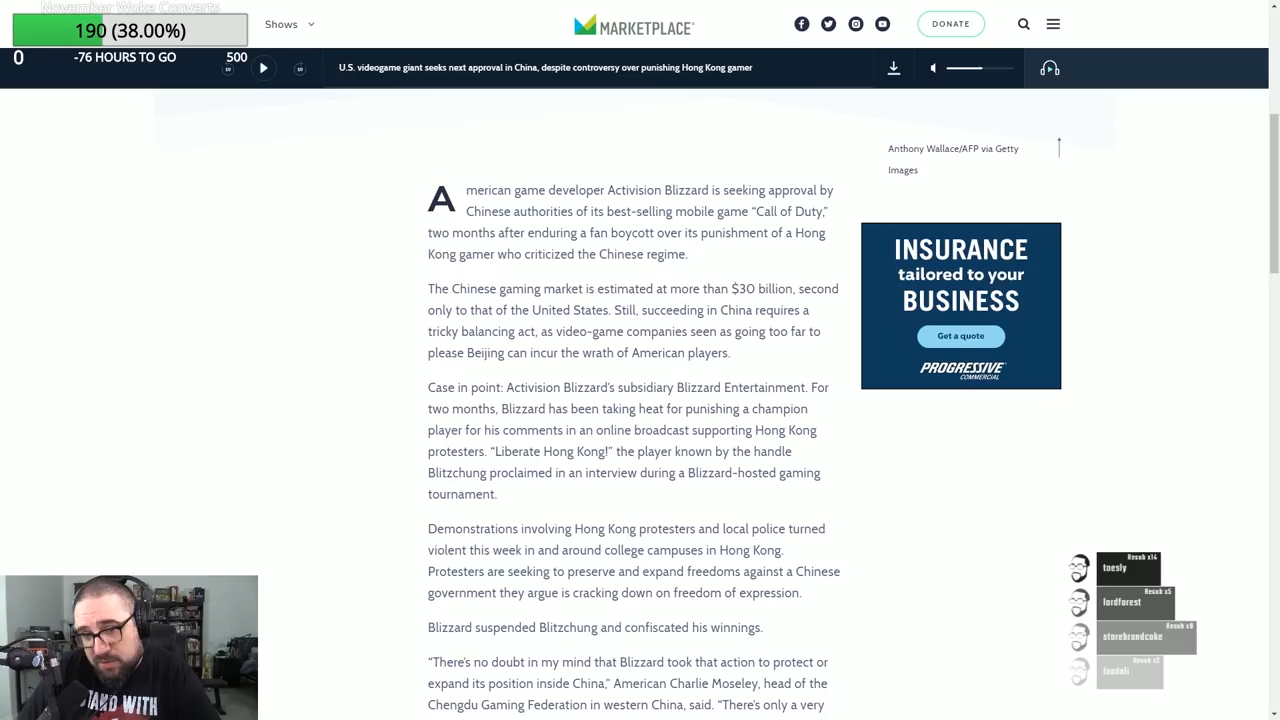 November Woke Converts
190 (38.00%)
0
-76 HOURS TO GO
500
Shows
MARKETPLACE
DONATE
U.S. videogame giant seeks next approval in China, despite controversy over punishing Hong Kong gamer
Anthony Wallace/AFP via Getty
Images
American game developer Activision Blizzard is seeking approval by
Chinese authorities of its best-selling mobile game “Call of Duty,”
two months after enduring a fan boycott over its punishment of a Hong
Kong gamer who criticized the Chinese regime.
The Chinese gaming market is estimated at more than $30 billion, second
only to that of the United States. Still, succeeding in China requires a
tricky balancing act, as video-game companies seen as going too far to
please Beijing can incur the wrath of American players.
Case in point: Activision Blizzard’s subsidiary Blizzard Entertainment. For
two months, Blizzard has been taking heat for punishing a champion
player for his comments in an online broadcast supporting Hong Kong
protesters. “Liberate Hong Kong!” the player known by the handle
Blitzchung proclaimed in an interview during a Blizzard-hosted gaming
tournament.
Demonstrations involving Hong Kong protesters and local police turned
violent this week in and around college campuses in Hong Kong.
Protesters are seeking to preserve and expand freedoms against a Chinese
government they argue is cracking down on freedom of expression.
Blizzard suspended Blitzchung and confiscated his winnings.
“There’s no doubt in my mind that Blizzard took that action to protect or
expand its position inside China,” American Charlie Moseley, head of the
Chengdu Gaming Federation in western China, said. “There’s only a very
INSURANCE
tailored to your
BUSINESS
Get a quote
PROGRESSIVE
COMMERCIAL
Resub x14
taesly
Resub x5
lordforest
Resub x8
storebrandcoke
STAND WITH